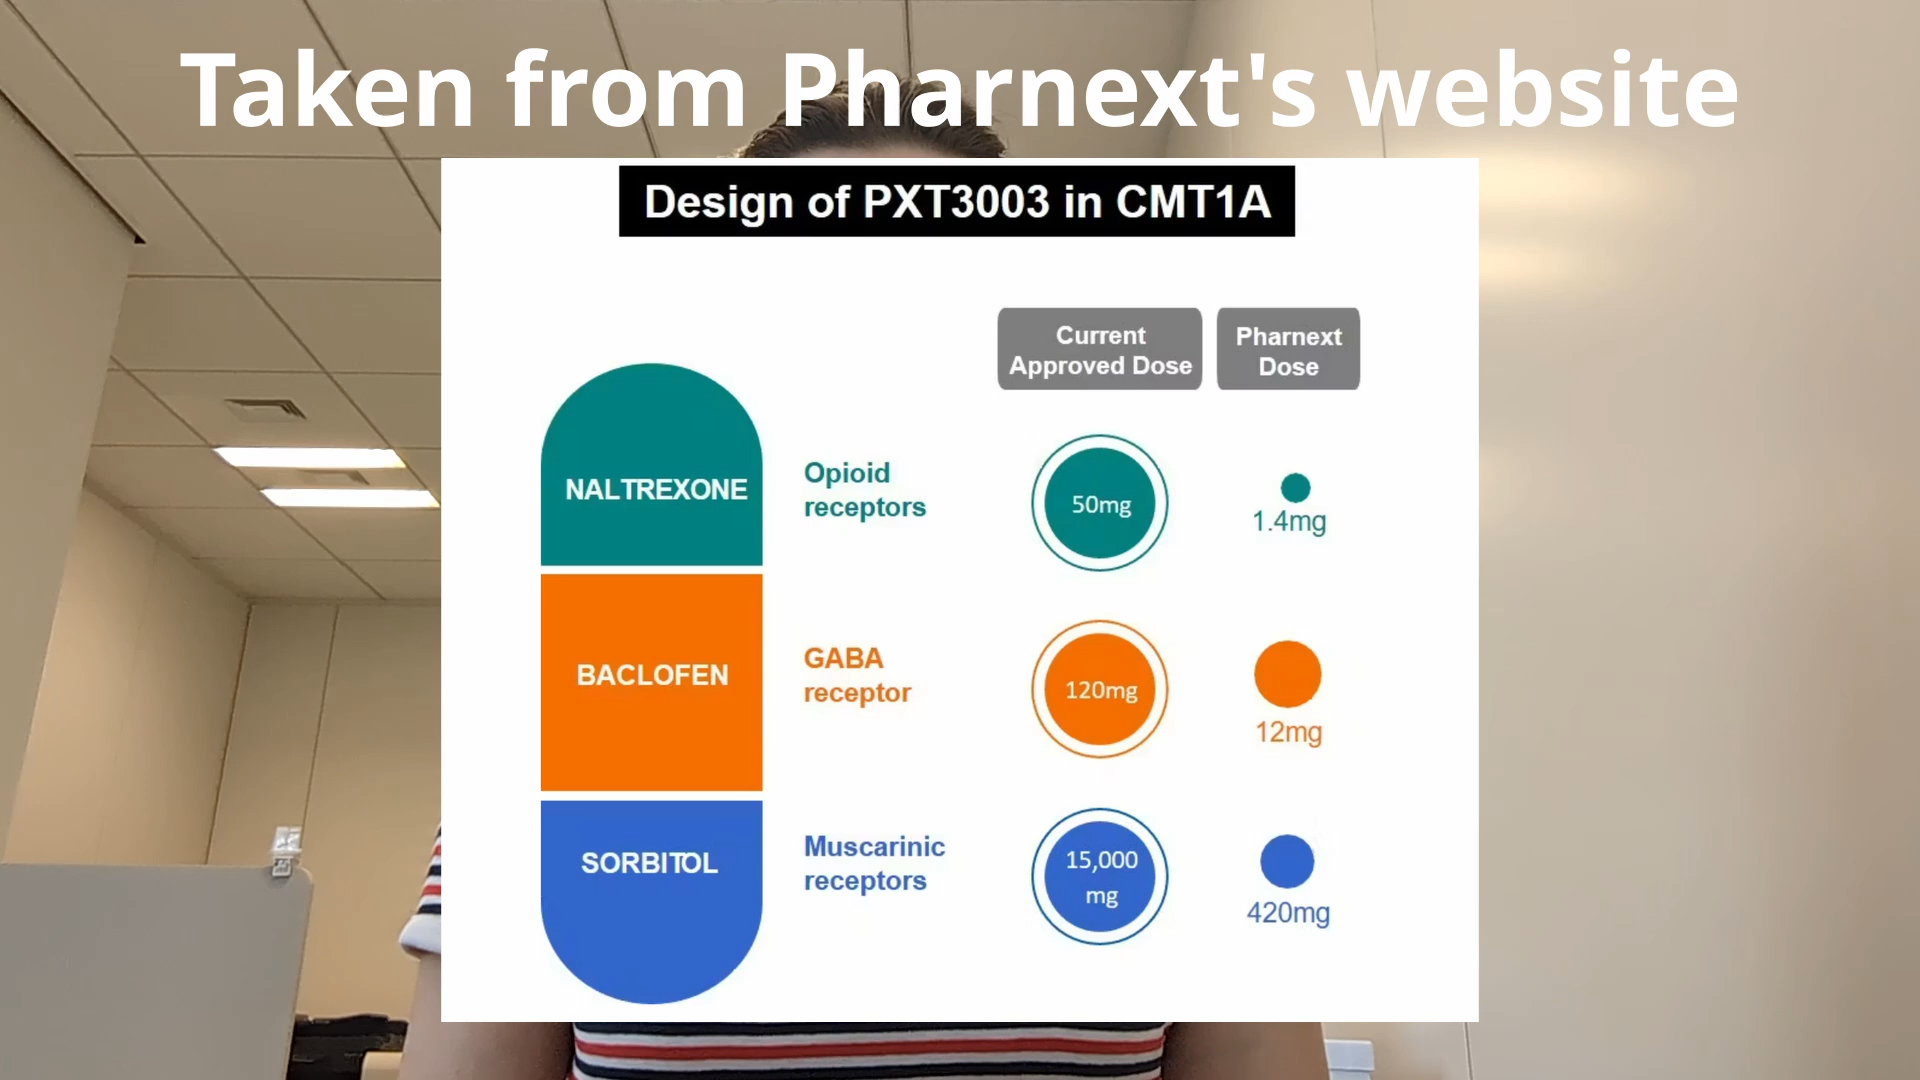 Taken from Pharnext's website
Design of PXT3003 in CMT1A
Current
Approved Dose
Pharnext
Dose
NALTREXONE
Opioid
receptors
50mg
1.4mg
BACLOFEN
GABA
receptor
120mg
12mg
SORBITOL
Muscarinic
receptors
15,000
mg
420mg